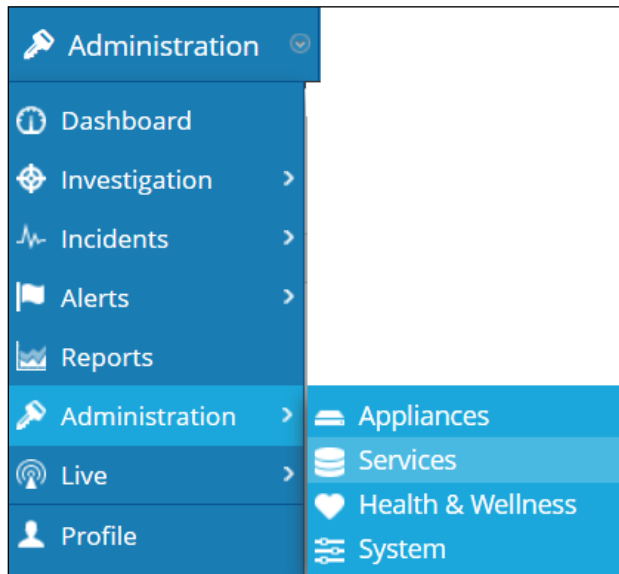 Administration
Dashboard
Investigation
Incidents
Alerts
Reports
Administration
Live
Profile
Appliances
Services
Health & Wellness
System